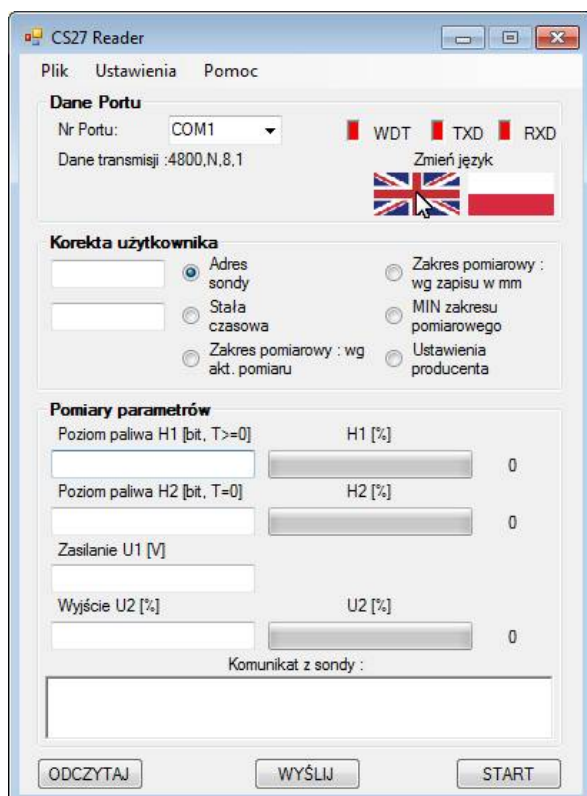 CS27 Reader
Plik Ustawienia Pomoc
Dane Portu
Nr Portu: COM1 WDT TXD RXD
Dane transmisji :4800,N,8,1 Zmień język
Korekta użytkownika
Adres
sondy
Zakres pomiarowy :
wg zapisu w mm
Stała
czasowa
MIN zakresu
pomiarowego
Zakres pomiarowy : wg
akt. pomiaru
Ustawienia
producenta
Pomiary parametrów
Poziom paliwa H1 [bit, T>=0] H1 [%]
0
Poziom paliwa H2 [bit, T=0] H2 [%]
0
Zasilanie U1 [V]
Wyjście U2 [%] U2 [%]
0
Komunikat z sondy :
ODCZYTAJ WYŚLIJ START